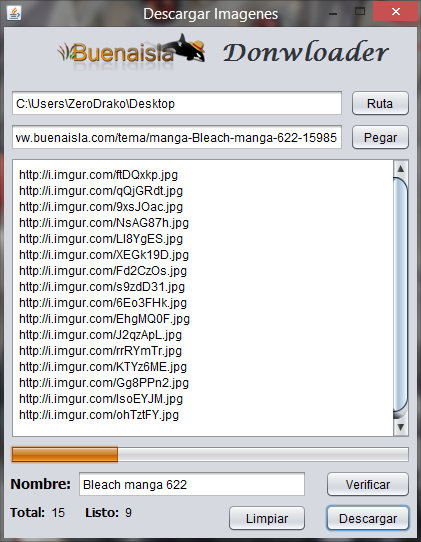 Descargar Imagenes
Buenaisla Donwloader
C:\Users\ZeroDrako\Desktop Ruta
vw.buenaisla.com/tema/manga-Bleach-manga-622-15985 Pegar
http://i.imgur.com/ftDQxkp.jpg
http://i.imgur.com/qQjGRdt.jpg
http://i.imgur.com/9xsJOac.jpg
http://i.imgur.com/NsAG87h.jpg
http://i.imgur.com/LI8YgES.jpg
http://i.imgur.com/XEGk19D.jpg
http://i.imgur.com/Fd2CzOs.jpg
http://i.imgur.com/s9zdD31.jpg
http://i.imgur.com/6Eo3FHk.jpg
http://i.imgur.com/EhgMQ0F.jpg
http://i.imgur.com/J2qzApL.jpg
http://i.imgur.com/rrRYmTr.jpg
http://i.imgur.com/KTYz6ME.jpg
http://i.imgur.com/Gg8PPn2.jpg
http://i.imgur.com/IsoEYJM.jpg
http://i.imgur.com/ohTztFY.jpg
Nombre: Bleach manga 622 Verificar
Total: 15 Listo: 9 Limpiar Descargar